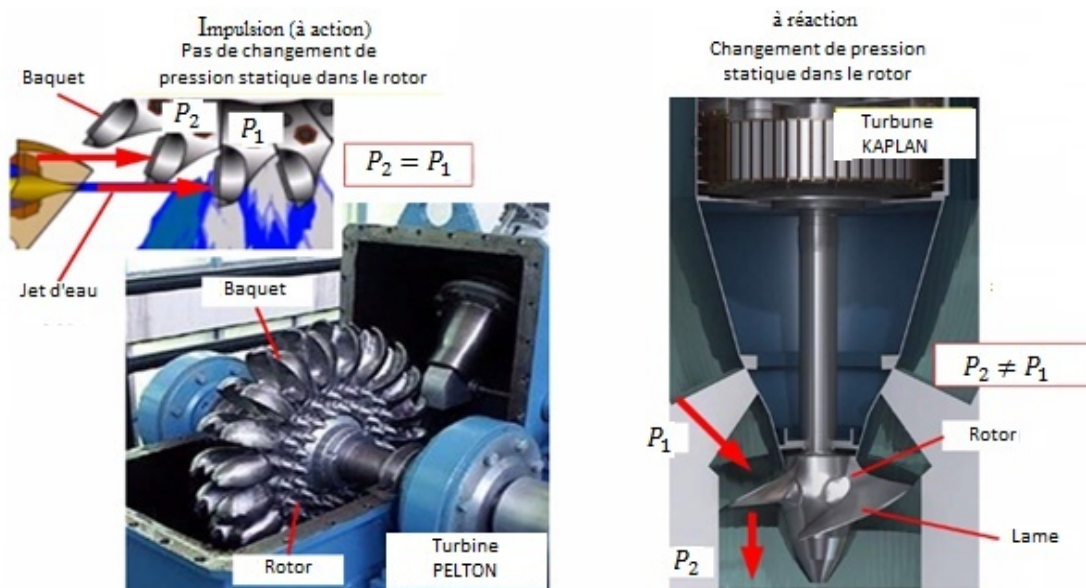 Impulsion (à action)
Pas de changement de
pression statique dans le rotor
Baquet
P₂
P₁
P₂ = P₁
Jet d'eau
Baquet
Rotor
Turbine
PELTON
à réaction
Changement de pression
statique dans le rotor
Turbune
KAPLAN
P₂ ≠ P₁
P₁
Rotor
Lame
P₂